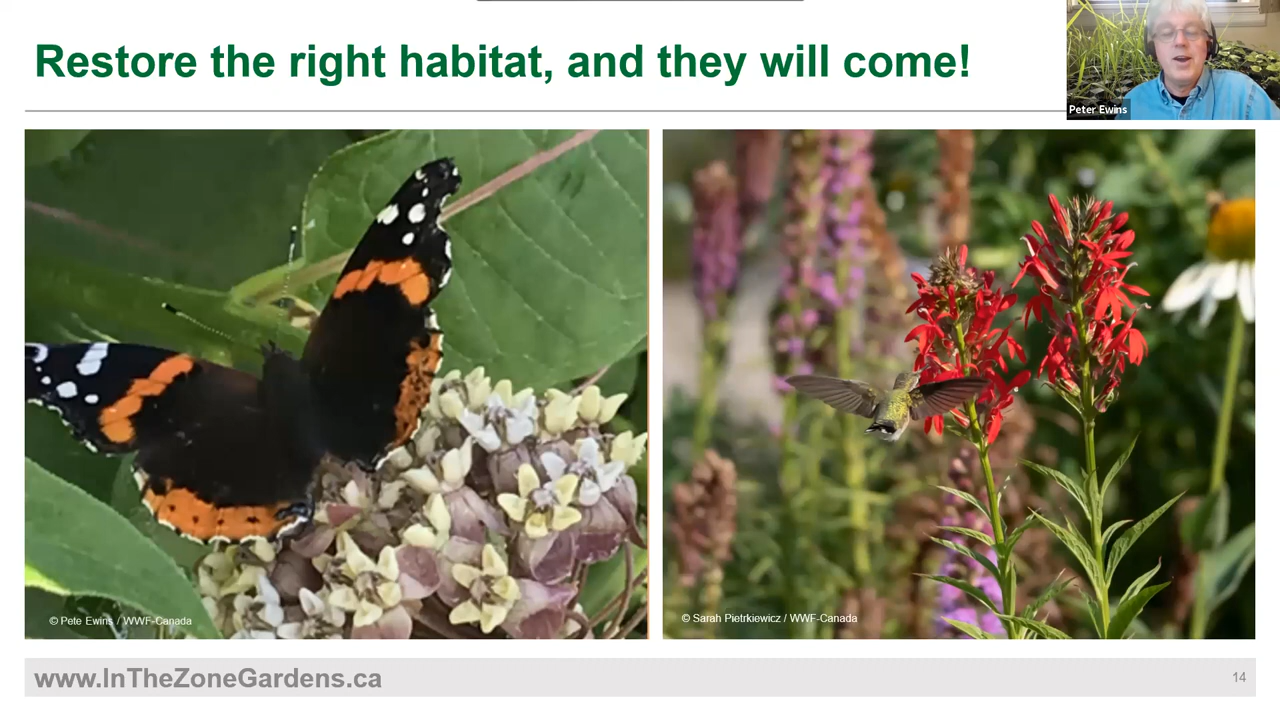 Restore the right habitat, and they will come!
Peter Ewins
© Pete Ewins / WWF-Canada
© Sarah Pietrkiewicz / WWF-Canada
www.InTheZoneGardens.ca
14